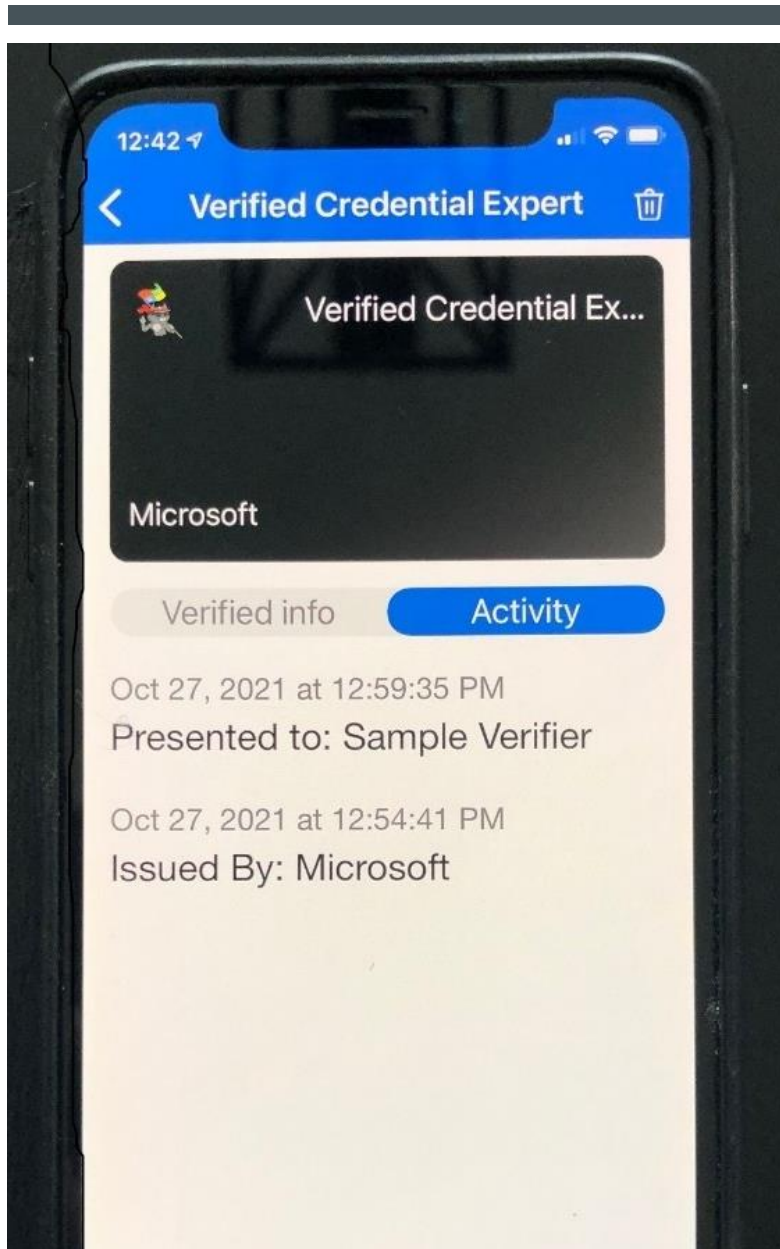 12:42
Verified Credential Expert
Verified Credential Ex...
Microsoft
Verified info Activity
Oct 27, 2021 at 12:59:35 PM
Presented to: Sample Verifier
Oct 27, 2021 at 12:54:41 PM
Issued By: Microsoft